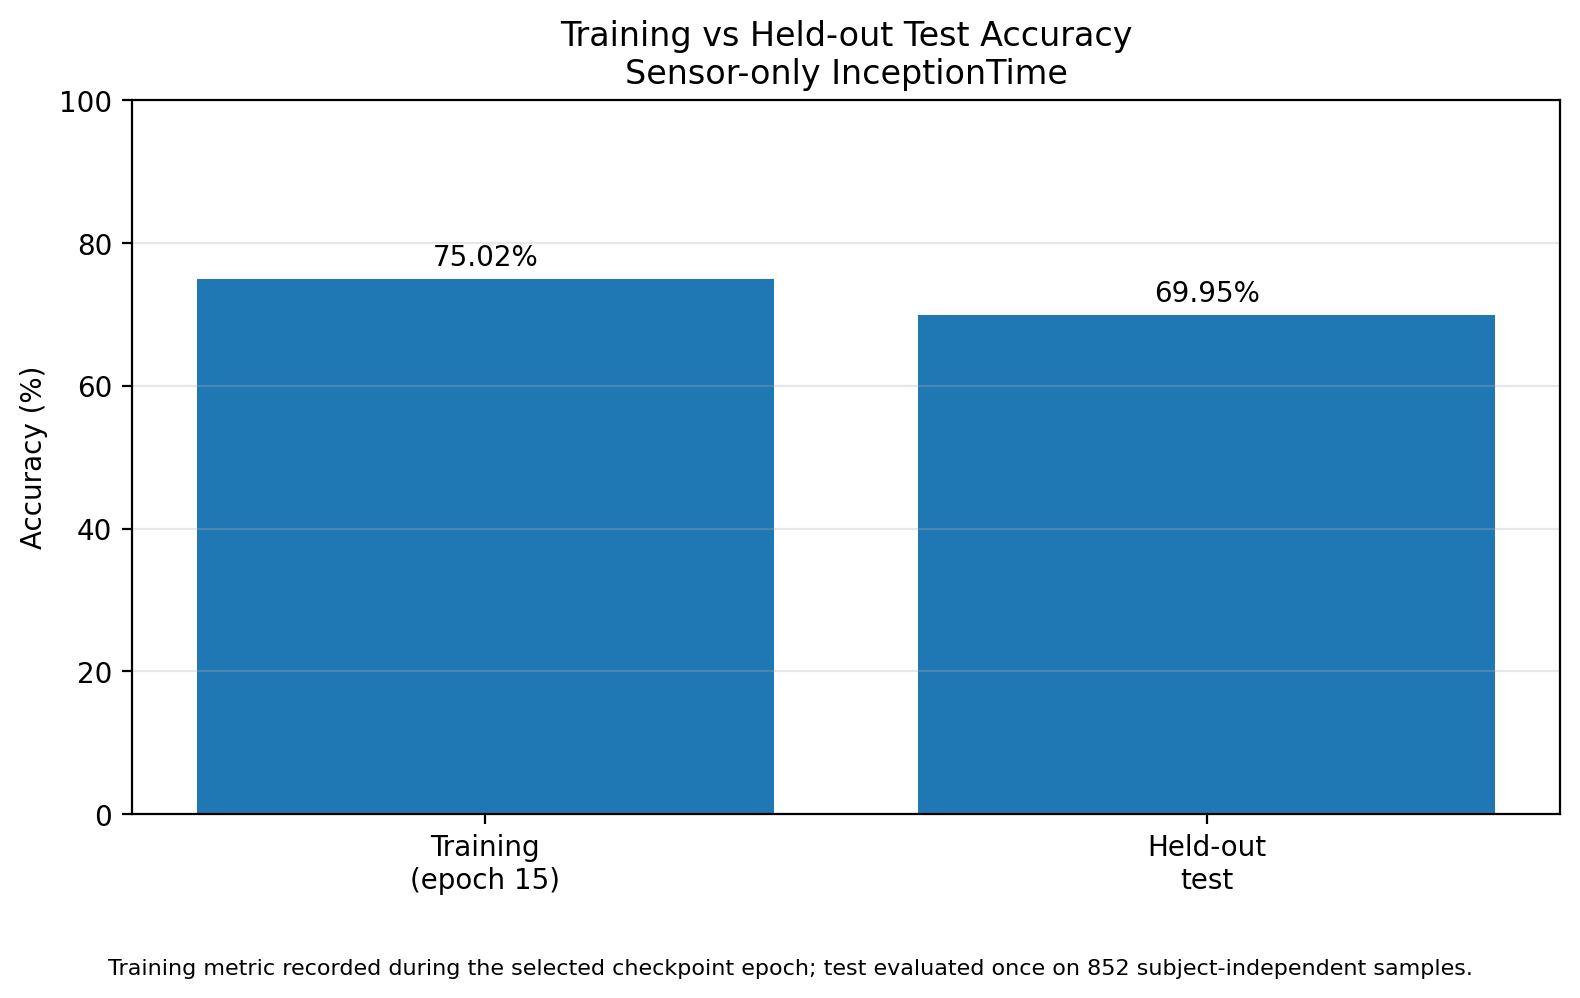 Training vs Held-out Test Accuracy
Sensor-only InceptionTime
100
80
60
40
20
0
Accuracy (%)
75.02%
69.95%
Training
(epoch 15)
Held-out
test
Training metric recorded during the selected checkpoint epoch; test evaluated once on 852 subject-independent samples.